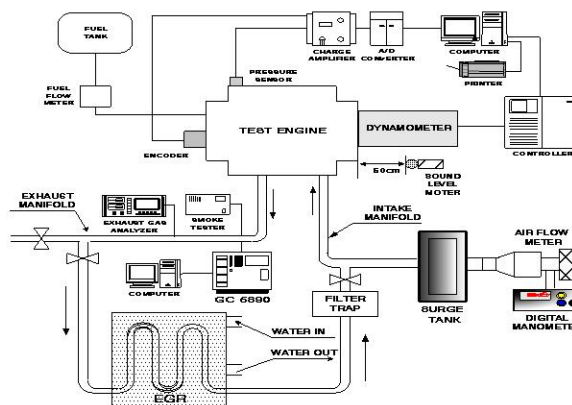 FUEL
TANK
FUEL
FLOW
METER
PRESSURE
SENSOR
CHARGE
AMPLIFIER
A/D
CONVERTER
COMPUTER
PRINTER
TEST ENGINE
DYNAMOMETER
CONTROLLER
ENCODER
50cm
SOUND
LEVEL
MOTER
EXHAUST
MANIFOLD
EXHAUST GAS
ANALYZER
SMOKE
TESTER
INTAKE
MANIFOLD
AIR FLOW
METER
COMPUTER
GC 6890
FILTER
TRAP
SURGE
TANK
DIGITAL
MANOMETER
WATER IN
WATER OUT
EGR